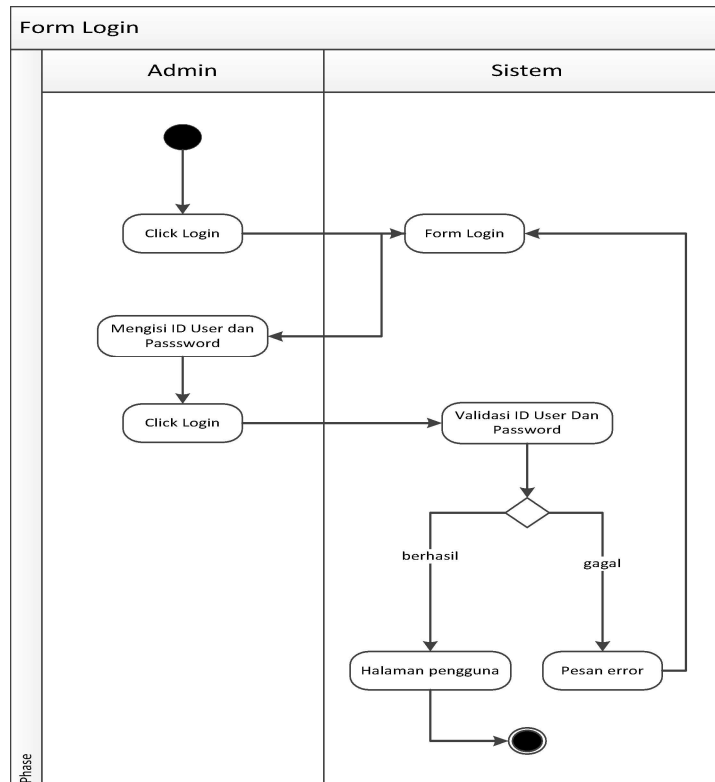 Form Login
Admin
Sistem
Click Login
Form Login
Mengisi ID User dan
Passsword
Click Login
Validasi ID User Dan
Password
berhasil
gagal
Halaman pengguna
Pesan error
Phase